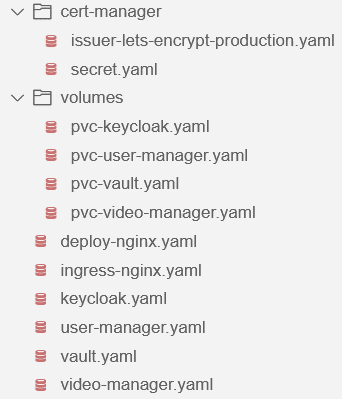 cert-manager
issuer-lets-encrypt-production.yaml
secret.yaml
volumes
pvc-keycloak.yaml
pvc-user-manager.yaml
pvc-vault.yaml
pvc-video-manager.yaml
deploy-nginx.yaml
ingress-nginx.yaml
keycloak.yaml
user-manager.yaml
vault.yaml
video-manager.yaml